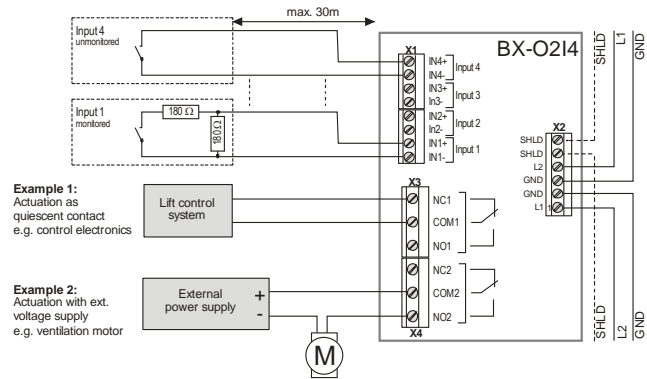 max. 30m
Input 4
unmonitored
Input 1
monitored
180 Ω
180Ω
BX-O2I4
X1
IN4+
IN4-
Input 4
IN3+
In3-
Input 3
IN2+
In2-
Input 2
IN1+
IN1-
Input 1
SHLD
L1
GND
X2
SHLD
SHLD
L2
GND
GND
L1 1
Example 1:
Actuation as
quiescent contact
e.g. control electronics
Lift control
system
X3
NC1
COM1
NO1
Example 2:
Actuation with ext.
voltage supply
e.g. ventilation motor
External
power supply
+
-
M
NC2
COM2
NO2
X4
SHLD
L2
GND